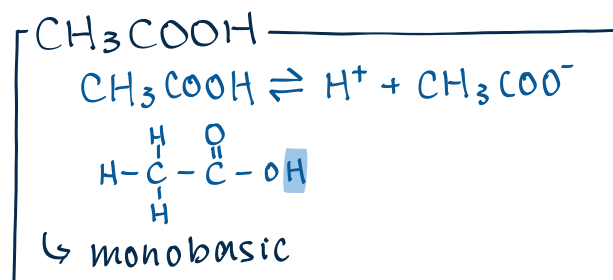 CH₃COOH
CH₃COOH ⇌ H⁺ + CH₃COO⁻
H O
H–C–C–OH
H
↳ monobasic